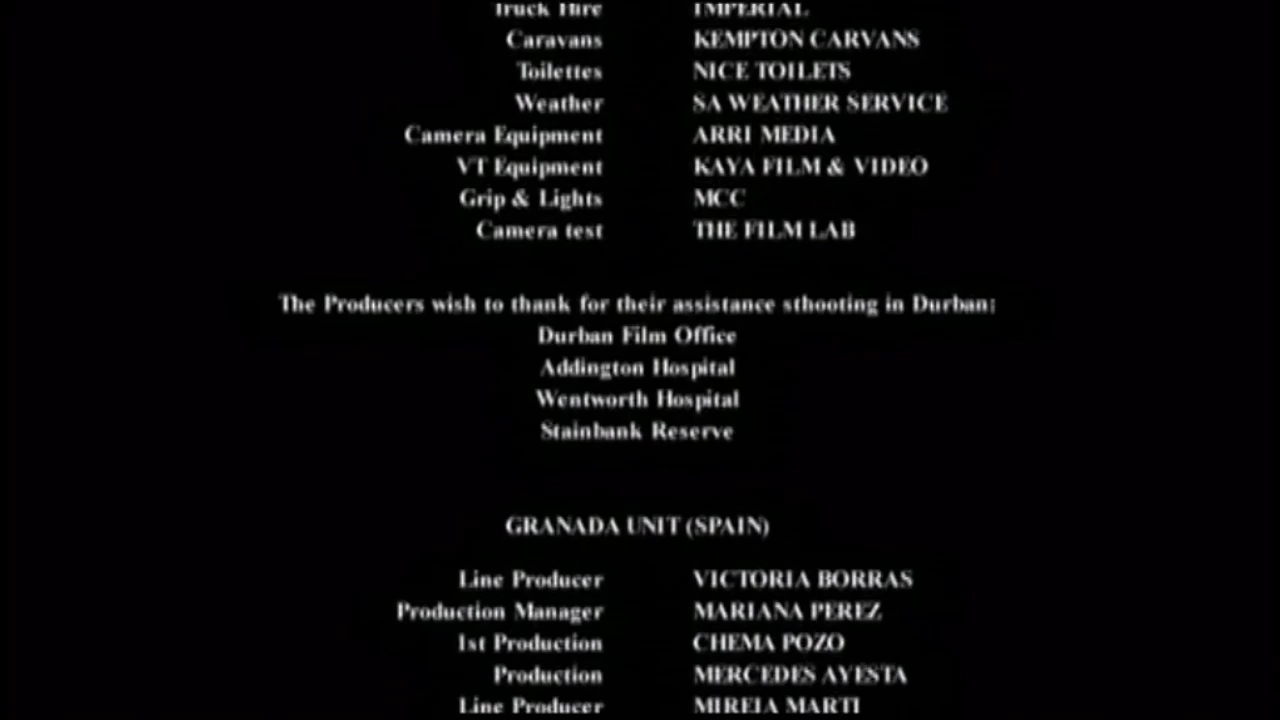 Truck Hire IMPERIAL
Caravans KEMPTON CARVANS
Toilettes NICE TOILETS
Weather SA WEATHER SERVICE
Camera Equipment ARRI MEDIA
VT Equipment KAYA FILM & VIDEO
Grip & Lights MCC
Camera test THE FILM LAB
The Producers wish to thank for their assistance sthooting in Durban:
Durban Film Office
Addington Hospital
Wentworth Hospital
Stainbank Reserve
GRANADA UNIT (SPAIN)
Line Producer VICTORIA BORRAS
Production Manager MARIANA PEREZ
1st Production CHEMA POZO
Production MERCEDES AYESTA
Line Producer MIREIA MARTI